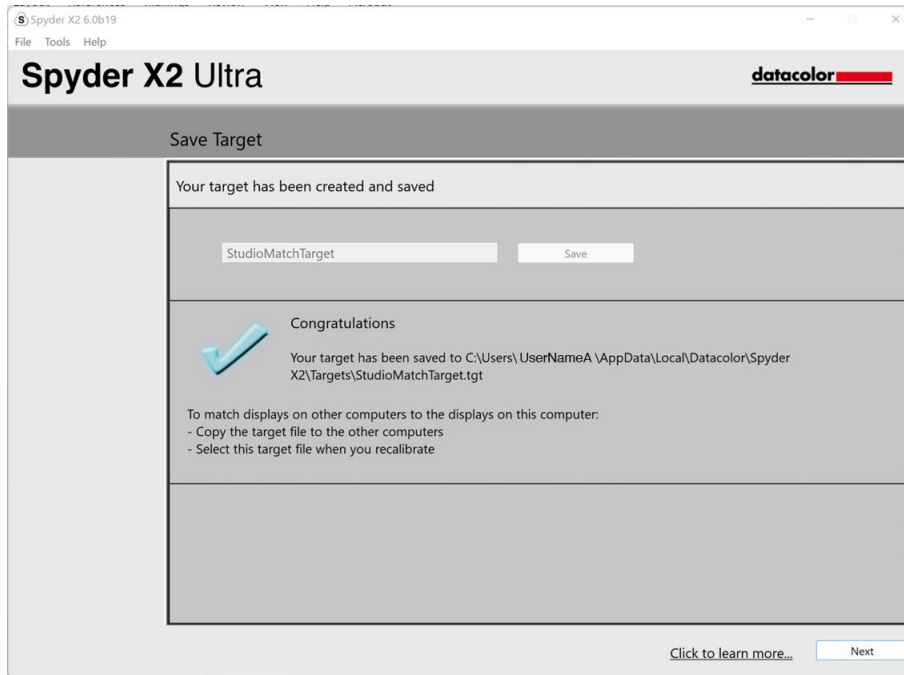 Spyder X2 6.0b19
File Tools Help
Spyder X2 Ultra
datacolor
Save Target
Your target has been created and saved
StudioMatchTarget
Save
Congratulations
Your target has been saved to C:\Users\ UserNameA \AppData\Local\Datacolor\Spyder
X2\Targets\StudioMatchTarget.tgt
To match displays on other computers to the displays on this computer:
- Copy the target file to the other computers
- Select this target file when you recalibrate
Click to learn more...
Next